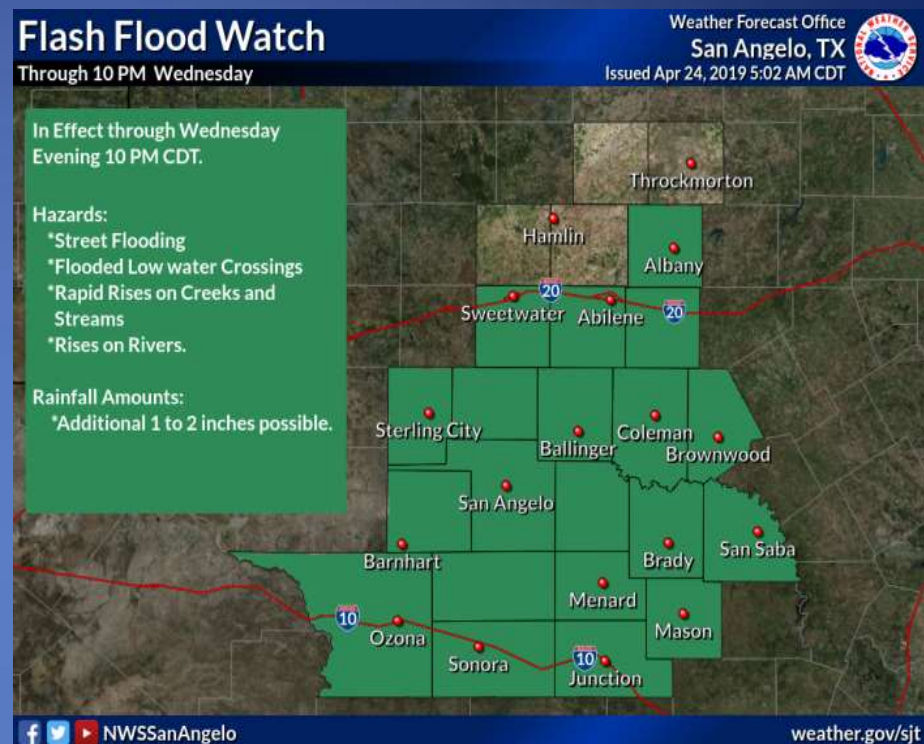 Flash Flood Watch
Through 10 PM Wednesday
Weather Forecast Office
San Angelo, TX
Issued Apr 24, 2019 5:02 AM CDT
NATIONAL WEATHER SERVICE
In Effect through Wednesday
Evening 10 PM CDT.
Hazards:
*Street Flooding
*Flooded Low water Crossings
*Rapid Rises on Creeks and
Streams
*Rises on Rivers.
Rainfall Amounts:
*Additional 1 to 2 inches possible.
Throckmorton
Hamlin
Albany
20
Sweetwater
Abilene
20
Sterling City
Ballinger
Coleman
Brownwood
San Angelo
Barnhart
Brady
San Saba
Menard
Mason
10
Ozona
Sonora
10
Junction
NWSSanAngelo
weather.gov/sjt